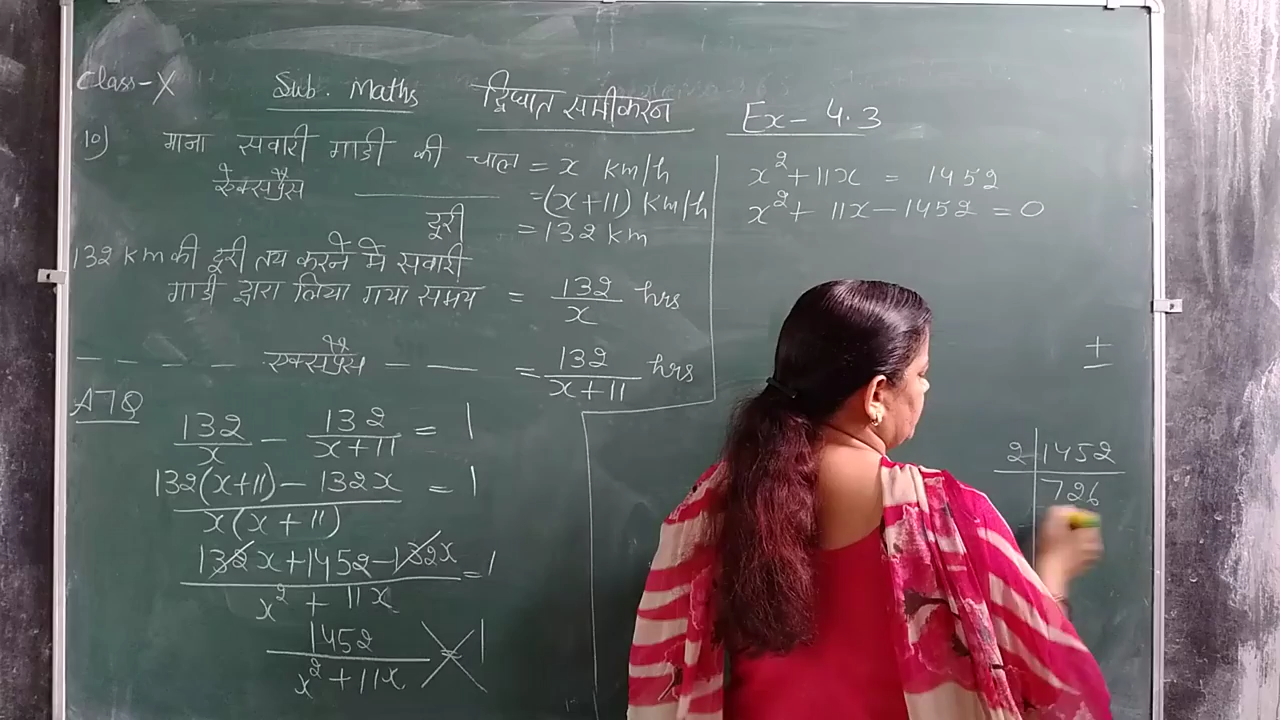 Class-X Sub. Maths द्विघात समीकरन Ex-4.3
10) माना सवारी गाडी की चाल = x km/h
ऐक्सप्रैस ——— =(x+11) km/h
दूरी =132 km
132 km की दूरी तय करने मे सवारी
गाडी द्वारा लिया गया समय = 132/x hrs
– – – – एक्सप्रैस – — = 132/(x+11) hrs
ATQ
132/x - 132/(x+11) = 1
(132(x+11) - 132x)/(x(x+11)) = 1
(132x+1452-132x)/(x²+11x) = 1
1452/(x²+11x) = 1
x²+11x = 1452
x²+11x-1452 = 0
±
2|1452
726